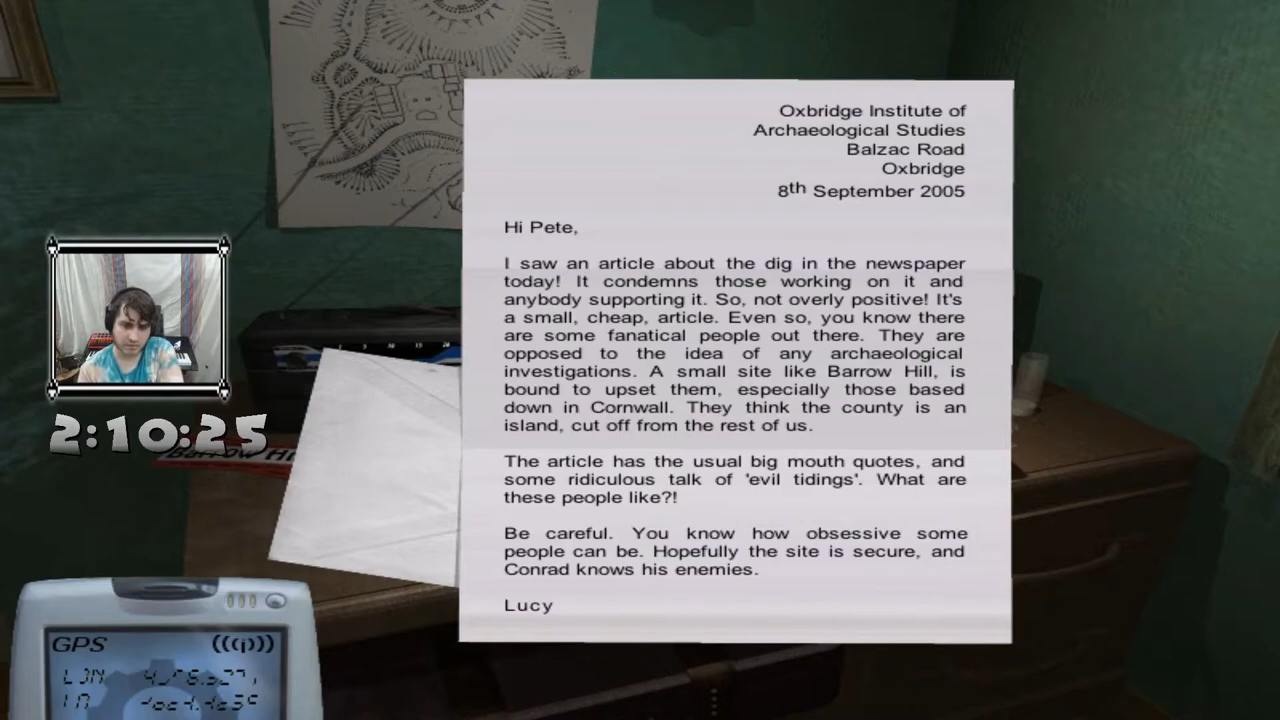 Oxbridge Institute of
Archaeological Studies
Balzac Road
Oxbridge
8th September 2005
Hi Pete,
I saw an article about the dig in the newspaper
today! It condemns those working on it and
anybody supporting it. So, not overly positive! It's
a small, cheap, article. Even so, you know there
are some fanatical people out there. They are
opposed to the idea of any archaeological
investigations. A small site like Barrow Hill, is
bound to upset them, especially those based
down in Cornwall. They think the county is an
island, cut off from the rest of us.
The article has the usual big mouth quotes, and
some ridiculous talk of 'evil tidings'. What are
these people like?!
Be careful. You know how obsessive some
people can be. Hopefully the site is secure, and
Conrad knows his enemies.
Lucy
2:10:25
Barrow
GPS